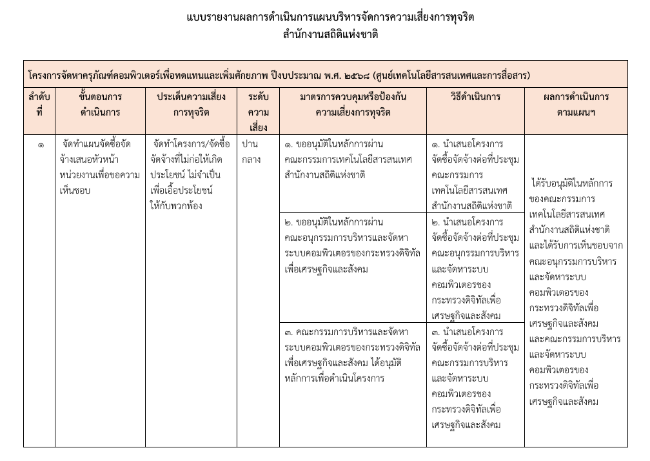 แบบรายงานผลการดำเนินการแผนบริหารจัดการความเสี่ยงการทุจริต
สำนักงานสถิติแห่งชาติ
โครงการจัดหาครุภัณฑ์คอมพิวเตอร์เพื่อทดแทนและเพิ่มศักยภาพ ปีงบประมาณ พ.ศ. ๒๕๖๘ (ศูนย์เทคโนโลยีสารสนเทศและการสื่อสาร)
ลำดับ
ที่
ขั้นตอนการ
ดำเนินการ
ประเด็นความเสี่ยง
การทุจริต
ระดับ
ความ
เสี่ยง
มาตรการควบคุมหรือป้องกัน
ความเสี่ยงการทุจริต
วิธีดำเนินการ
ผลการดำเนินการ
ตามแผนฯ
๑
จัดทำแผนจัดซื้อจัด
จ้างเสนอหัวหน้า
หน่วยงานเพื่อขอความ
เห็นชอบ
จัดทำโครงการ/จัดซื้อ
จัดจ้างที่ไม่ก่อให้เกิด
ประโยชน์ ไม่จำเป็น
เพื่อเอื้อประโยชน์
ให้กับพวกพ้อง
ปาน
กลาง
๑. ขออนุมัติในหลักการผ่าน
คณะกรรมการเทคโนโลยีสารสนเทศ
สำนักงานสถิติแห่งชาติ
๑. นำเสนอโครงการ
จัดซื้อจัดจ้างต่อที่ประชุม
คณะกรรมการ
เทคโนโลยีสารสนเทศ
สำนักงานสถิติแห่งชาติ
๒. ขออนุมัติในหลักการผ่าน
คณะอนุกรรมการบริหารและจัดหา
ระบบคอมพิวเตอร์ของกระทรวงดิจิทัล
เพื่อเศรษฐกิจและสังคม
๒. นำเสนอโครงการ
จัดซื้อจัดจ้างต่อที่ประชุม
คณะอนุกรรมการบริหาร
และจัดหาระบบ
คอมพิวเตอร์ของ
กระทรวงดิจิทัลเพื่อ
เศรษฐกิจและสังคม
๓. คณะกรรมการบริหารและจัดหา
ระบบคอมพิวเตอร์ของกระทรวงดิจิทัล
เพื่อเศรษฐกิจและสังคม ได้อนุมัติ
หลักการเพื่อดำเนินโครงการ
๓. นำเสนอโครงการ
จัดซื้อจัดจ้างต่อที่ประชุม
คณะกรรมการบริหาร
และจัดหาระบบ
คอมพิวเตอร์ของ
กระทรวงดิจิทัลเพื่อ
เศรษฐกิจและสังคม
ได้รับอนุมัติในหลักการ
ของคณะกรรมการ
เทคโนโลยีสารสนเทศ
สำนักงานสถิติแห่งชาติ
และได้รับการเห็นชอบจาก
คณะอนุกรรมการบริหาร
และจัดหาระบบ
คอมพิวเตอร์ของ
กระทรวงดิจิทัลเพื่อ
เศรษฐกิจและสังคม
และคณะกรรมการบริหาร
และจัดหาระบบ
คอมพิวเตอร์ของ
กระทรวงดิจิทัลเพื่อ
เศรษฐกิจและสังคม